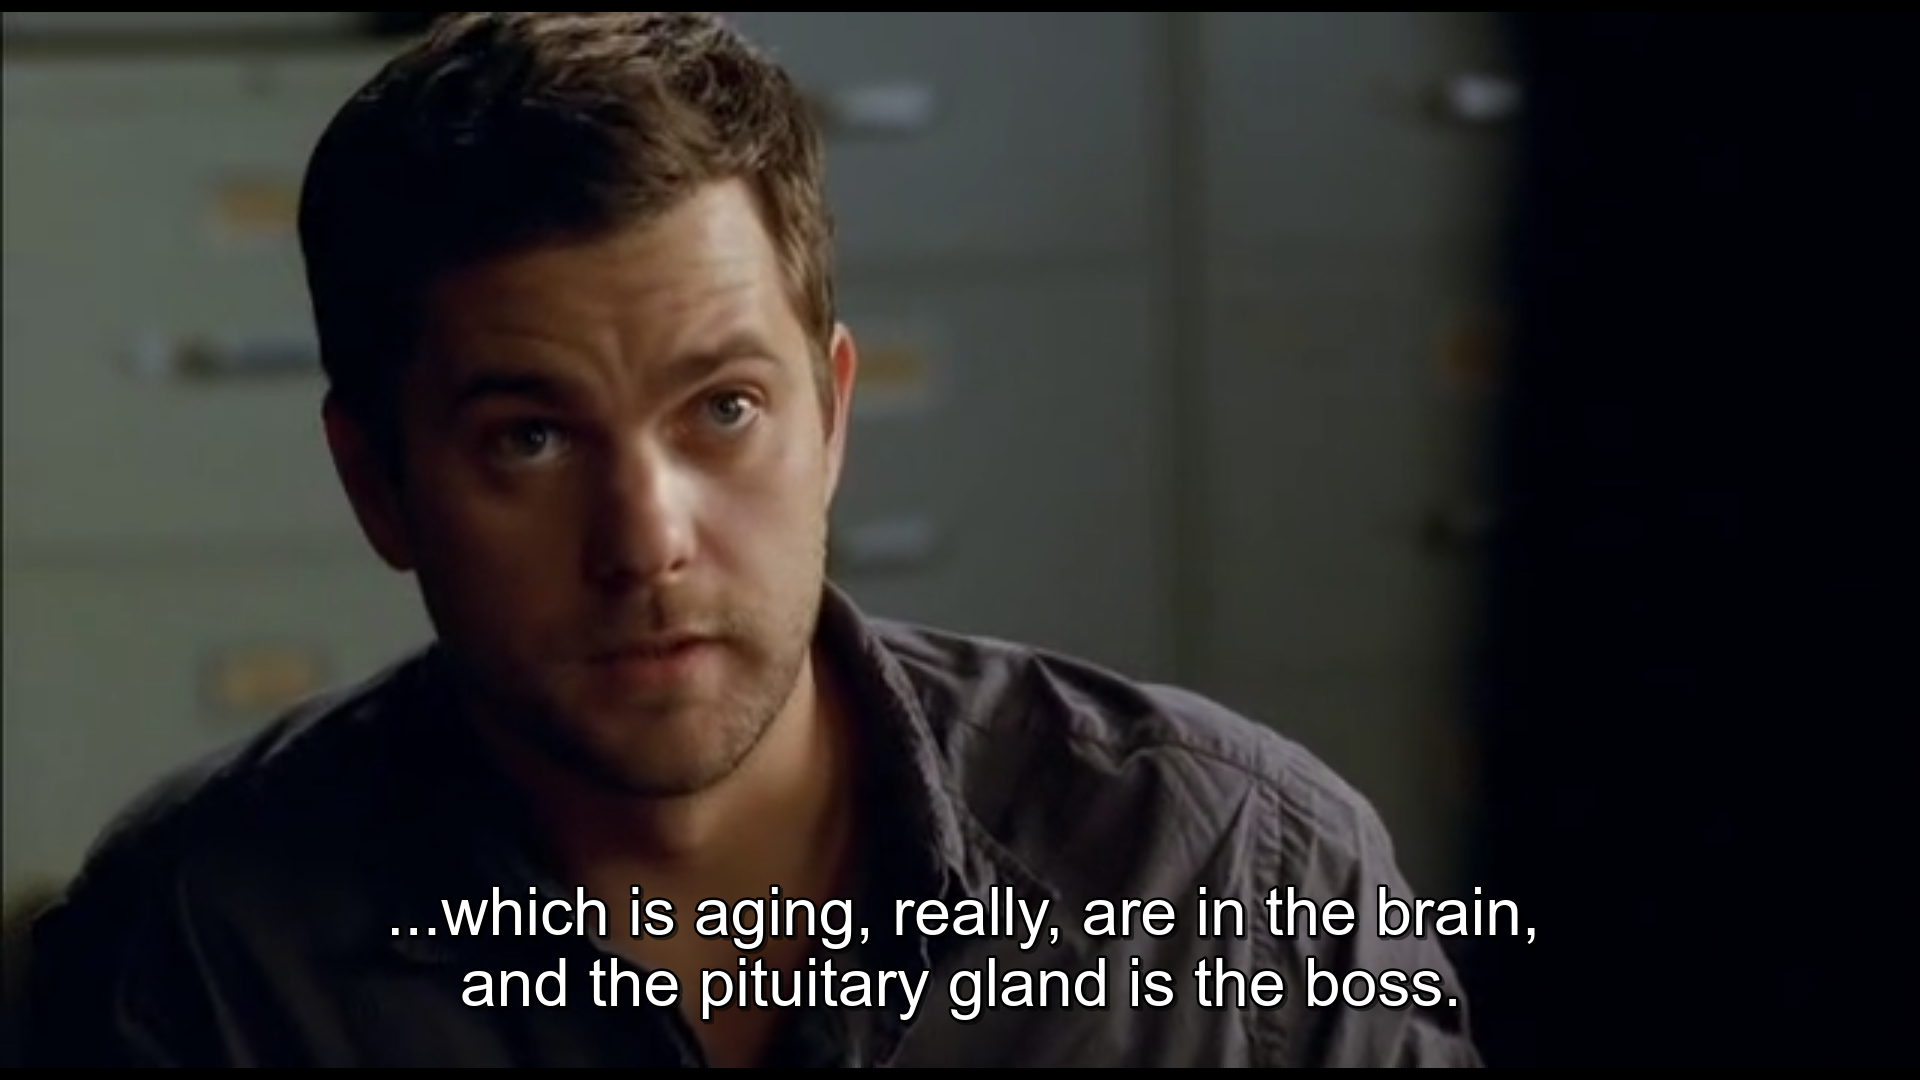 ...which is aging, really, are in the brain,
and the pituitary gland is the boss.